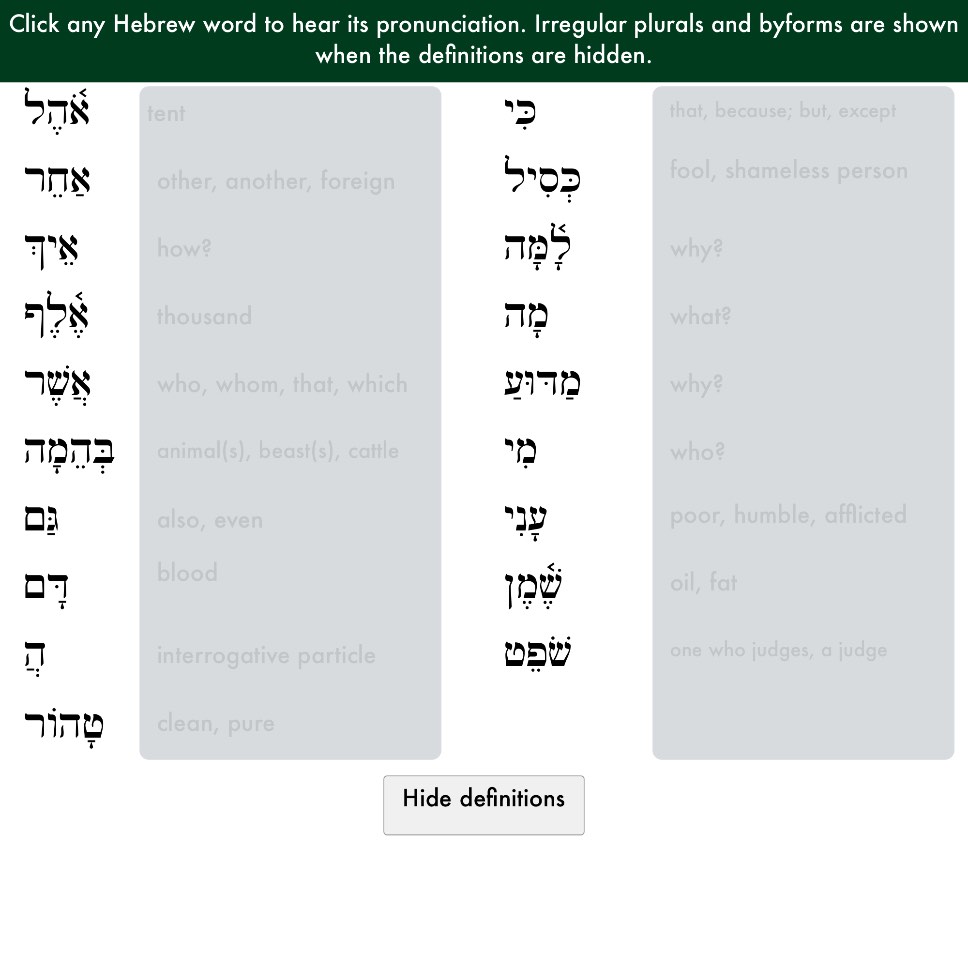 Click any Hebrew word to hear its pronunciation. Irregular plurals and byforms are shown
when the definitions are hidden.
אֹ֫הֶל tent
אַחֵר other, another, foreign
אֵיךְ how?
אֶ֫לֶף thousand
אֲשֶׁר who, whom, that, which
בְּהֵמָה animal(s), beast(s), cattle
גַּם also, even
דָּם blood
הֲ interrogative particle
טָהוֹר clean, pure
כִּי that, because; but, except
כְּסִיל fool, shameless person
לָ֫מָּה why?
מָה what?
מַדּוּעַ why?
מִי who?
עָנִי poor, humble, afflicted
שֶׁ֫מֶן oil, fat
שֹׁפֵט one who judges, a judge
Hide definitions